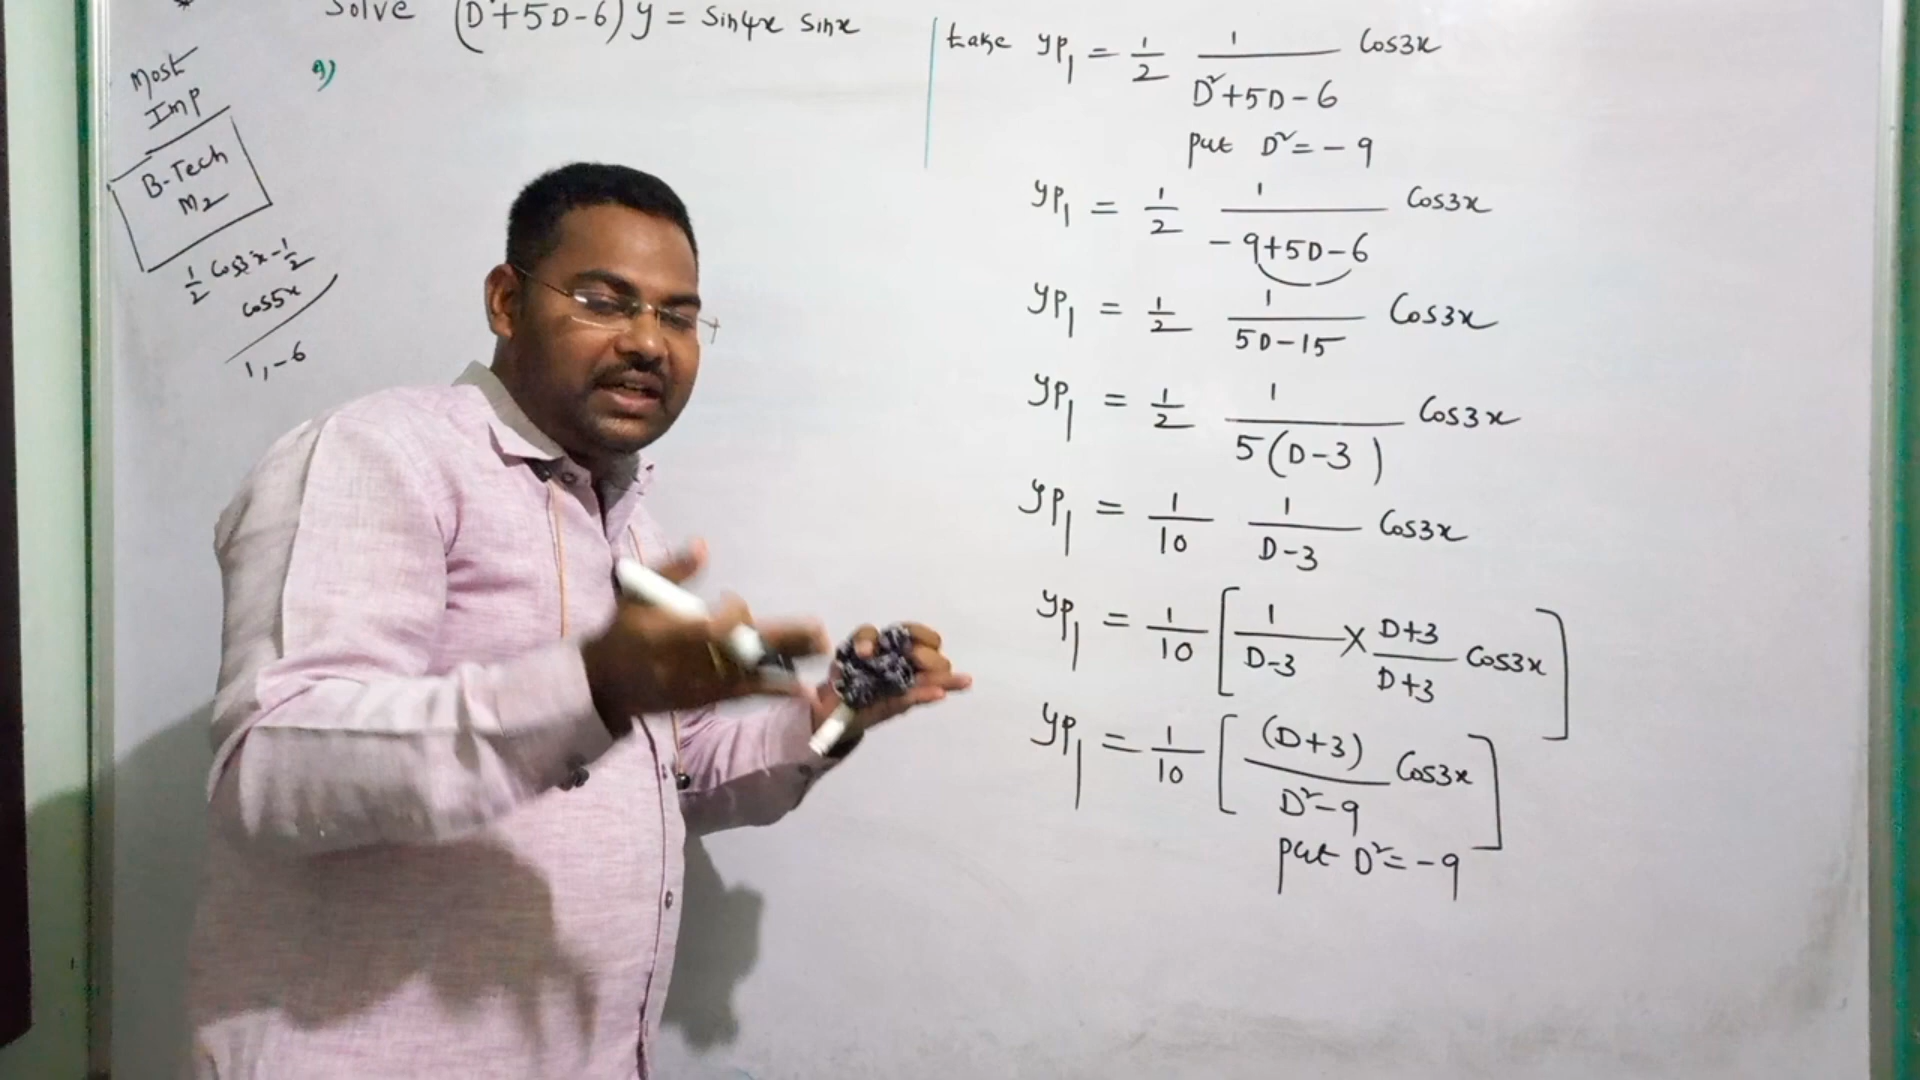 Solve (D²+5D-6)y = Sin4x Sinx
Most
Imp
B-Tech
M2
1/2 Cos3x - 1/2
cos5x
1, -6
take yp₁ = 1/2 1/(D²+5D-6) Cos3x
put D² = -9
yp₁ = 1/2 1/(-9+5D-6) Cos3x
yp₁ = 1/2 1/(5D-15) Cos3x
yp₁ = 1/2 1/(5(D-3)) Cos3x
yp₁ = 1/10 1/(D-3) Cos3x
yp₁ = 1/10 [1/(D-3) × (D+3)/(D+3) Cos3x]
yp₁ = 1/10 [(D+3)/(D²-9) Cos3x]
put D² = -9